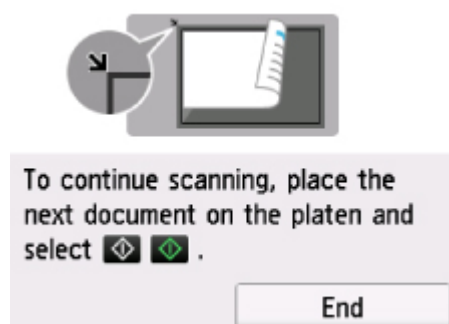 To continue scanning, place the
next document on the platen and
select .
End